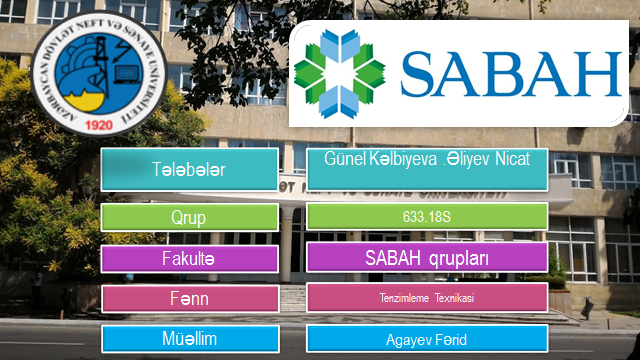 AZƏRBAYCAN DÖVLƏT NEFT VƏ SƏNAYE UNİVERSİTETİ
1920
SABAH
Tələbələr
Günel Kəlbiyeva .Əliyev Nicat
Qrup
633.18S
Fakultə
SABAH qrupları
Fənn
Tenzimleme Texnikasi
Müəllim
Agayev Fərid